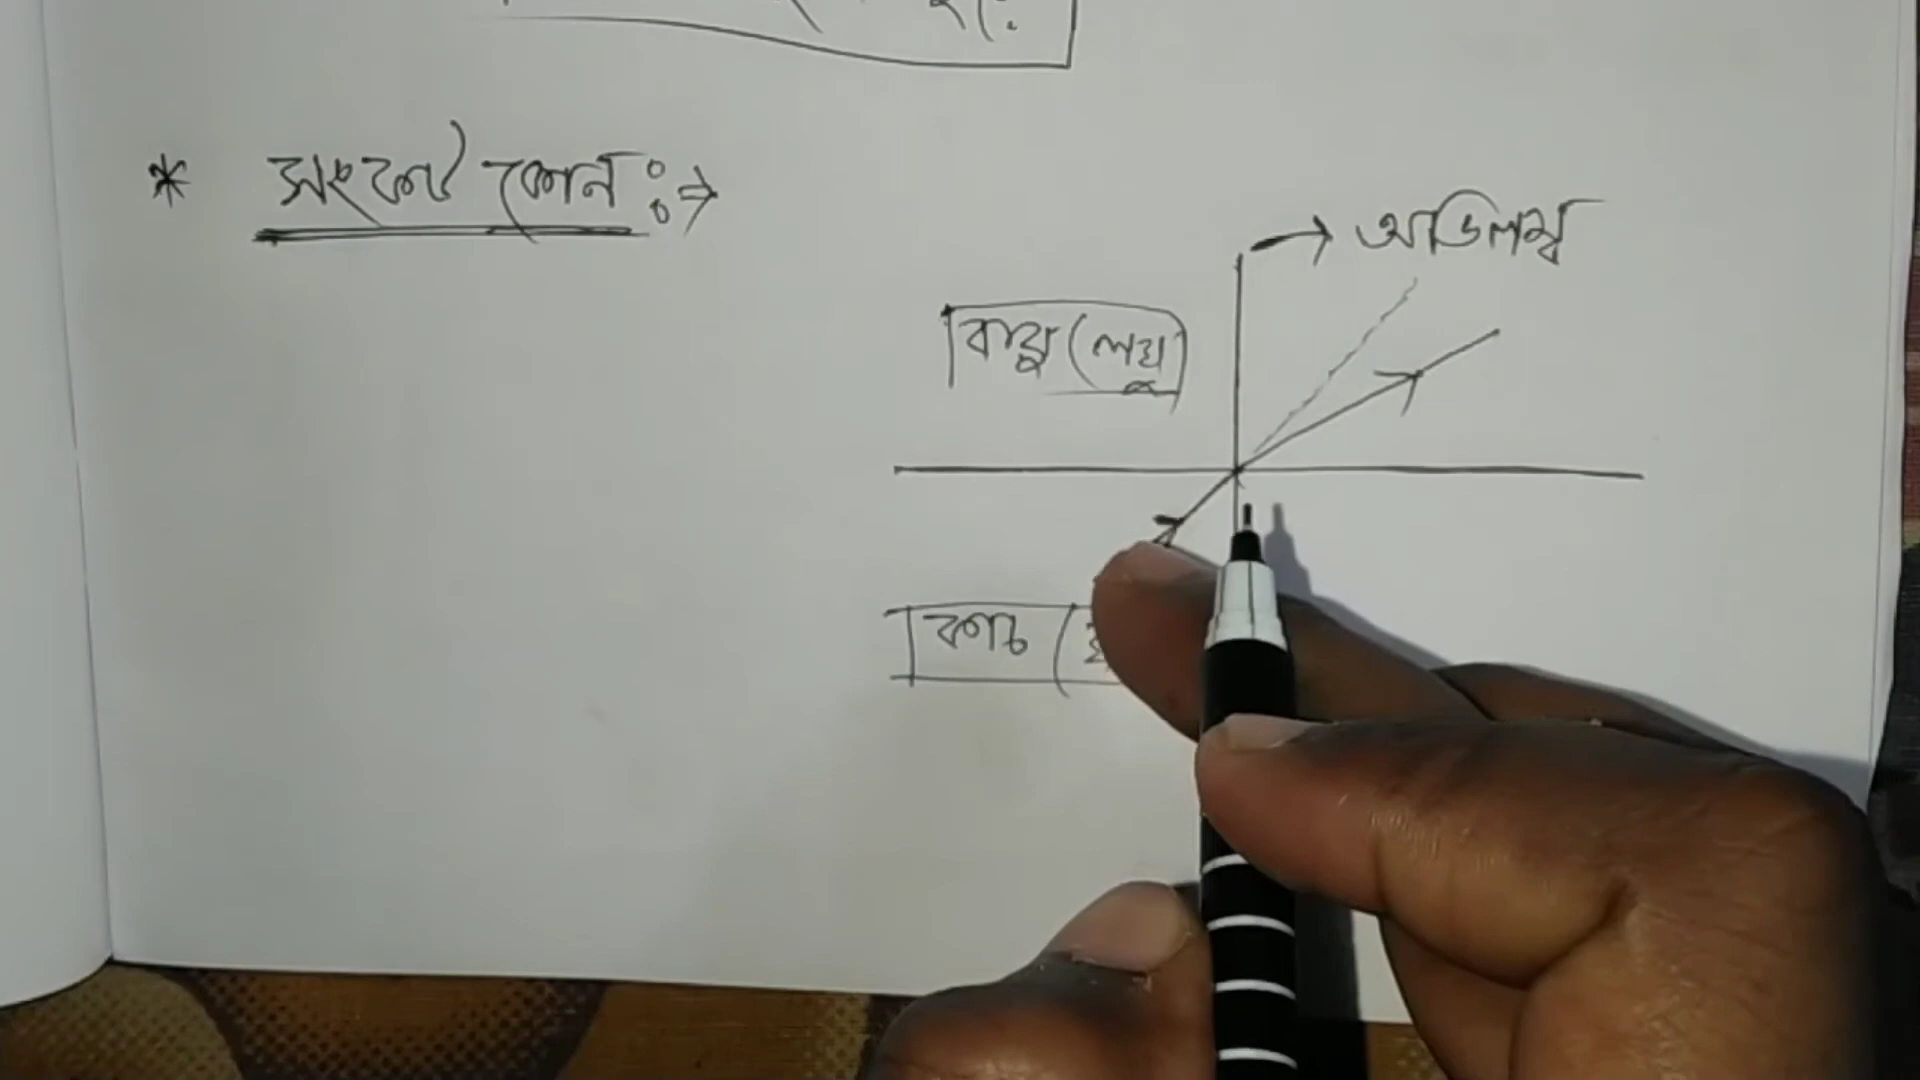 * সংকট কোন :⇒
→ অভিলম্ব
বায়ু (লঘু)
কাচ (